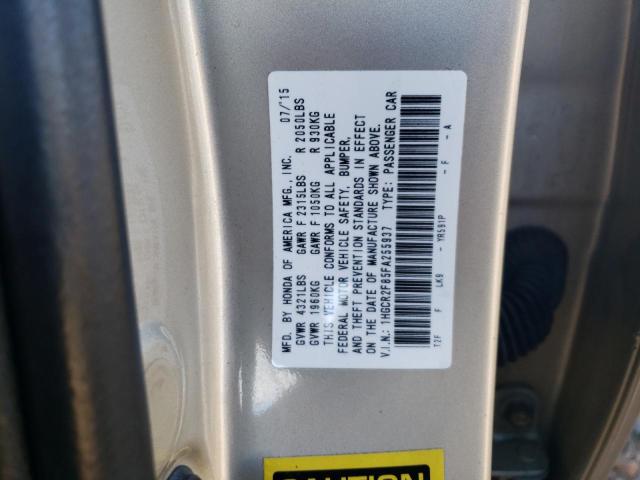 MFD. BY HONDA OF AMERICA MFG., INC. 07/'15
GVWR 4321LBS GAWR F 2315LBS R 2050LBS
GVWR 1960KG GAWR F 1050KG R 930KG
THIS VEHICLE CONFORMS TO ALL APPLICABLE
FEDERAL MOTOR VEHICLE SAFETY, BUMPER,
AND THEFT PREVENTION STANDARDS IN EFFECT
ON THE DATE OF MANUFACTURE SHOWN ABOVE.
V.I.N.: 1HGCR2F85FA255937 TYPE: PASSENGER CAR
T2F F LK9 - YR591P - F - A
CAUTION